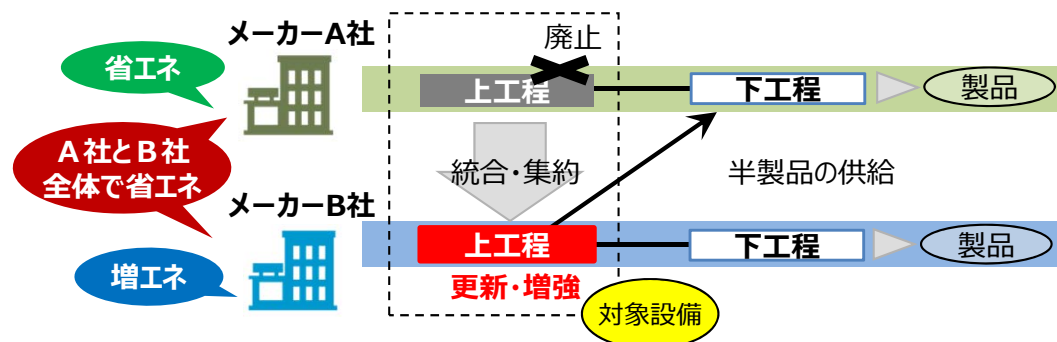 メーカーA社
廃止
省エネ
上工程
下工程
製品
A社とB社
全体で省エネ
統合・集約
半製品の供給
メーカーB社
上工程
下工程
製品
増エネ
更新・増強
対象設備